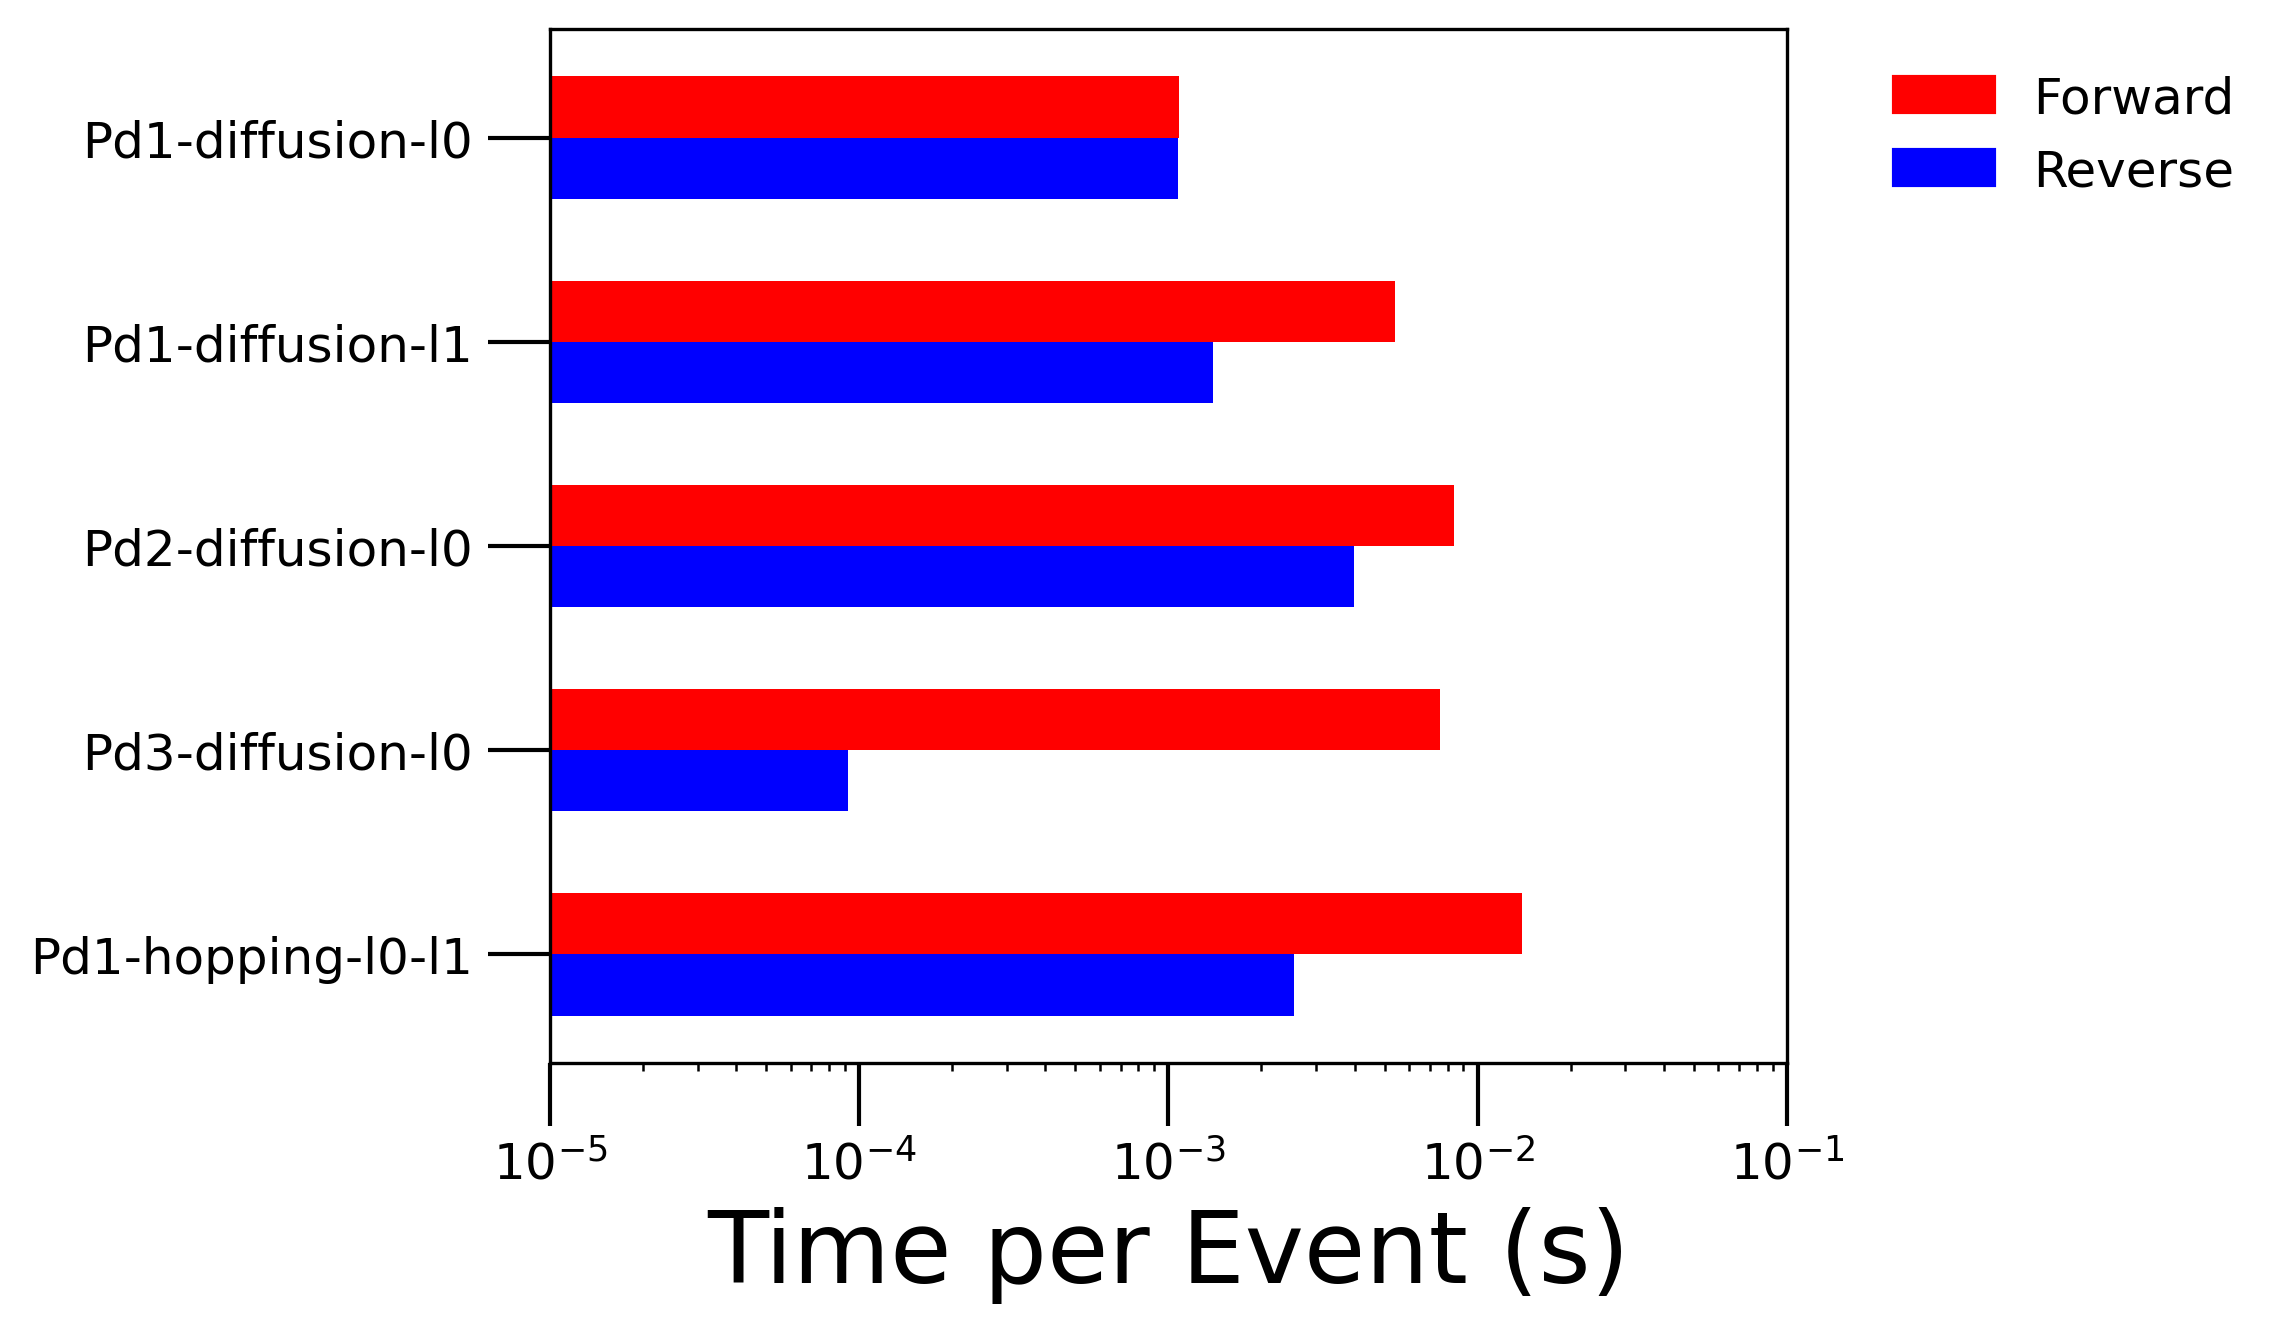 Forward
Reverse
Pd1-diffusion-l0
Pd1-diffusion-l1
Pd2-diffusion-l0
Pd3-diffusion-l0
Pd1-hopping-l0-l1
10⁻⁵ 10⁻⁴ 10⁻³ 10⁻² 10⁻¹
Time per Event (s)